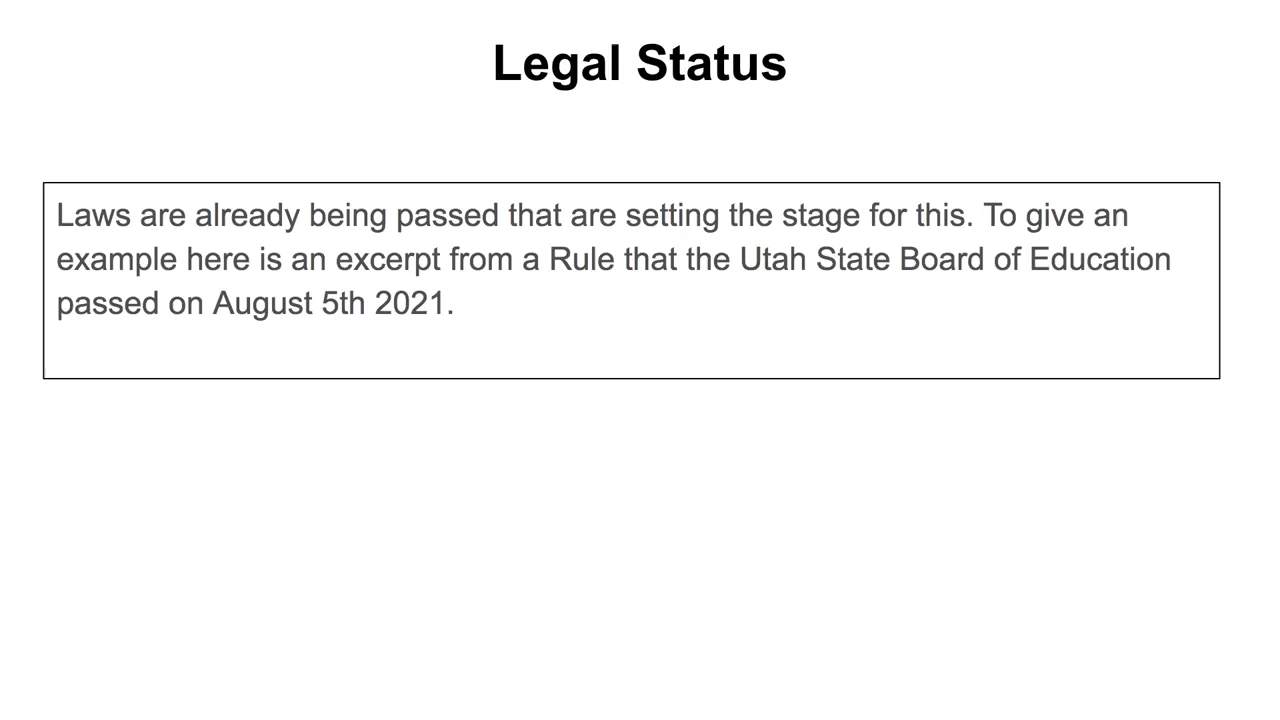 Legal Status
Laws are already being passed that are setting the stage for this. To give an
example here is an excerpt from a Rule that the Utah State Board of Education
passed on August 5th 2021.